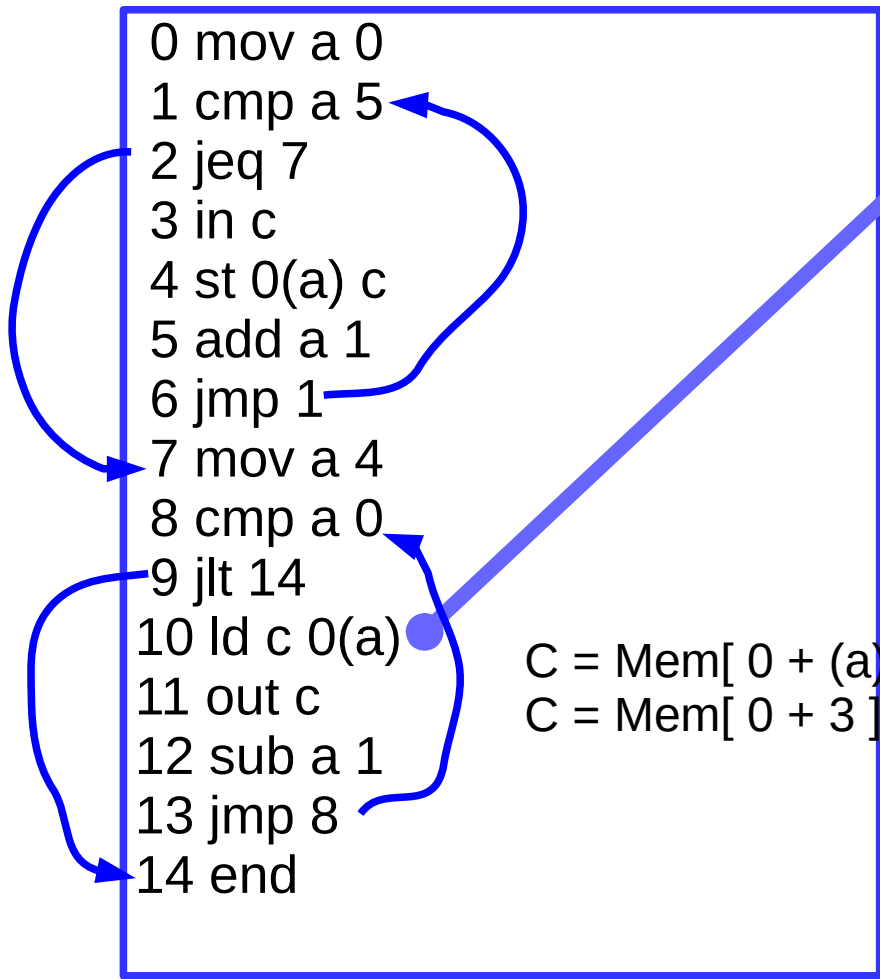 0 mov a 0
1 cmp a 5
2 jeq 7
3 in c
4 st 0(a) c
5 add a 1
6 jmp 1
7 mov a 4
8 cmp a 0
9 jlt 14
10 ld c 0(a)
11 out c
12 sub a 1
13 jmp 8
14 end
C = Mem[ 0 + (a)
C = Mem[ 0 + 3 ]